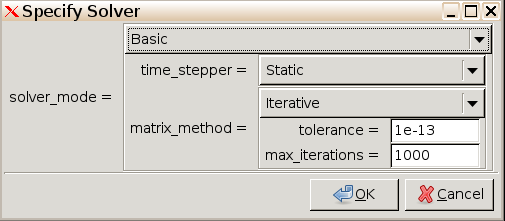 Specify Solver
Basic
time_stepper = Static
solver_mode =
Iterative
matrix_method =
tolerance = 1e-13
max_iterations = 1000
OK Cancel